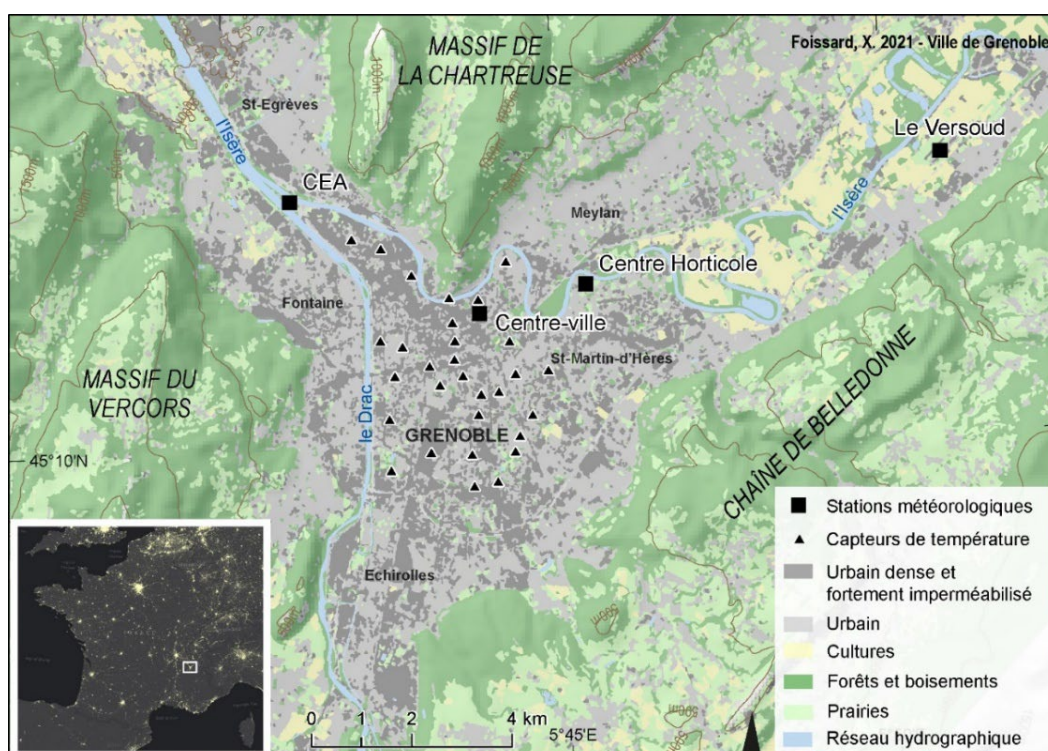 Foissard, X. 2021 - Ville de Grenoble
MASSIF DE
LA CHARTREUSE
1000m
St-Egrèves
l'Isère
CEA
Le Versoud
Meylan
l'Isère
Centre Horticole
Fontaine
Centre-ville
St-Martin-d'Hères
MASSIF DU
VERCORS
le Drac
GRENOBLE
CHAÎNE DE BELLEDONNE
45°10'N
Echirolles
500m
Stations météorologiques
Capteurs de température
Urbain dense et
fortement imperméabilisé
Urbain
Cultures
Forêts et boisements
Prairies
Réseau hydrographique
0 1 2 4 km
5°45'E